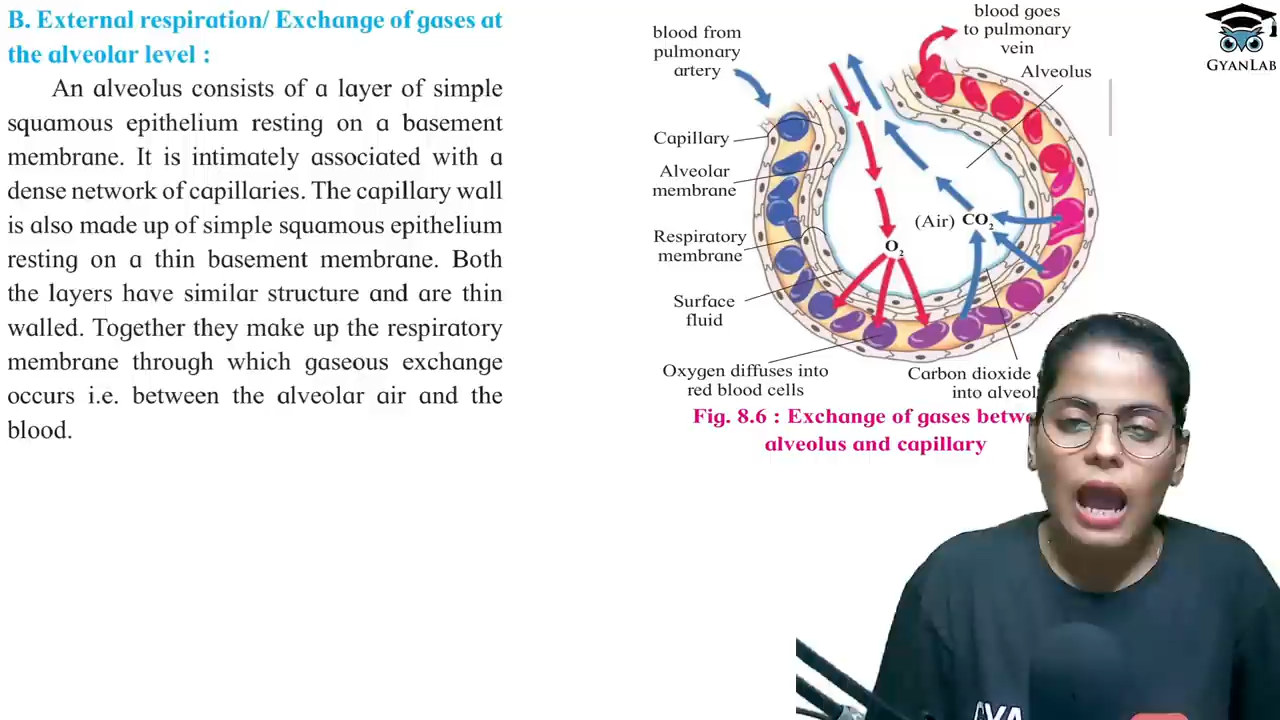 B. External respiration/ Exchange of gases at
the alveolar level :
An alveolus consists of a layer of simple
squamous epithelium resting on a basement
membrane. It is intimately associated with a
dense network of capillaries. The capillary wall
is also made up of simple squamous epithelium
resting on a thin basement membrane. Both
the layers have similar structure and are thin
walled. Together they make up the respiratory
membrane through which gaseous exchange
occurs i.e. between the alveolar air and the
blood.
blood from
pulmonary
artery
blood goes
to pulmonary
vein
Alveolus
Capillary
Alveolar
membrane
Respiratory
membrane
Surface
fluid
(Air) CO₂
O₂
Oxygen diffuses into
red blood cells
Carbon dioxide
into
Fig. 8.6 : Exchange of gases
alveolus and capillary
GYANLAB